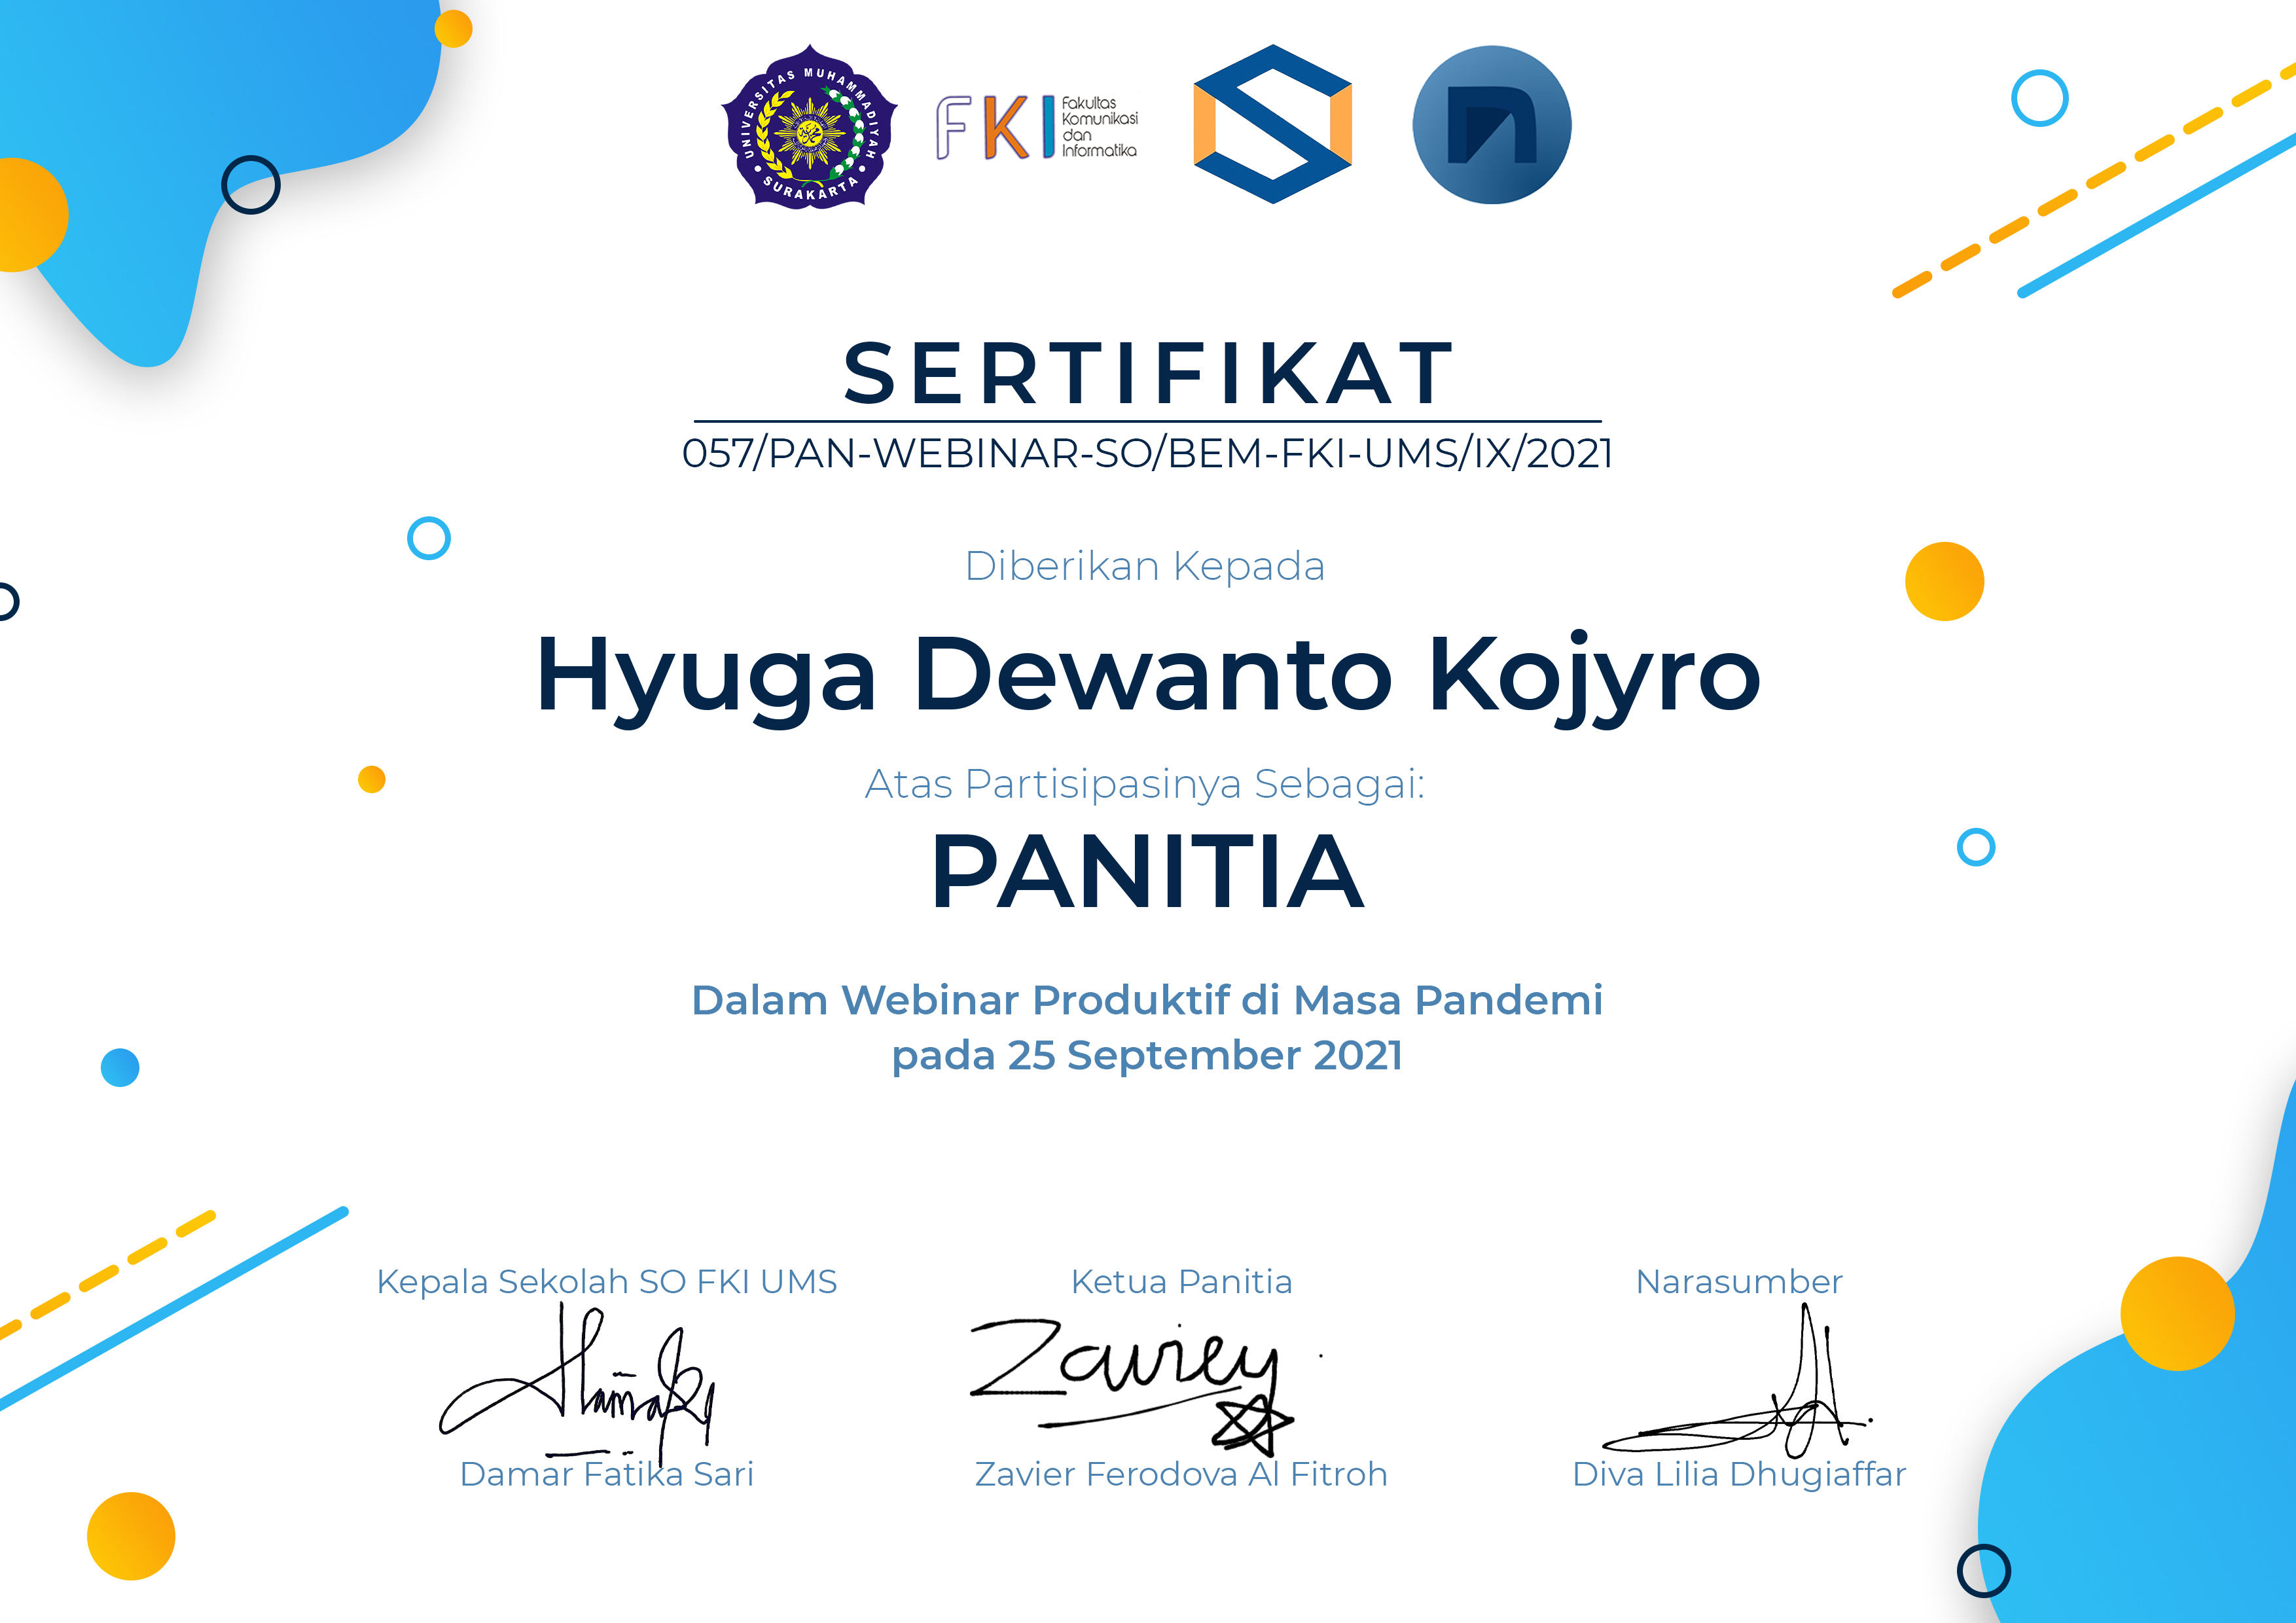 UNIVERSITAS MUHAMMADIYAH
SURAKARTA
FKI
Fakultas
Komunikasi
dan
Informatika
SERTIFIKAT
057/PAN-WEBINAR-SO/BEM-FKI-UMS/IX/2021
Diberikan Kepada
Hyuga Dewanto Kojyro
Atas Partisipasinya Sebagai:
PANITIA
Dalam Webinar Produktif di Masa Pandemi
pada 25 September 2021
Kepala Sekolah SO FKI UMS
Ketua Panitia
Narasumber
Zaviey
Damar Fatika Sari
Zavier Ferodova Al Fitroh
Diva Lilia Dhugiaffar